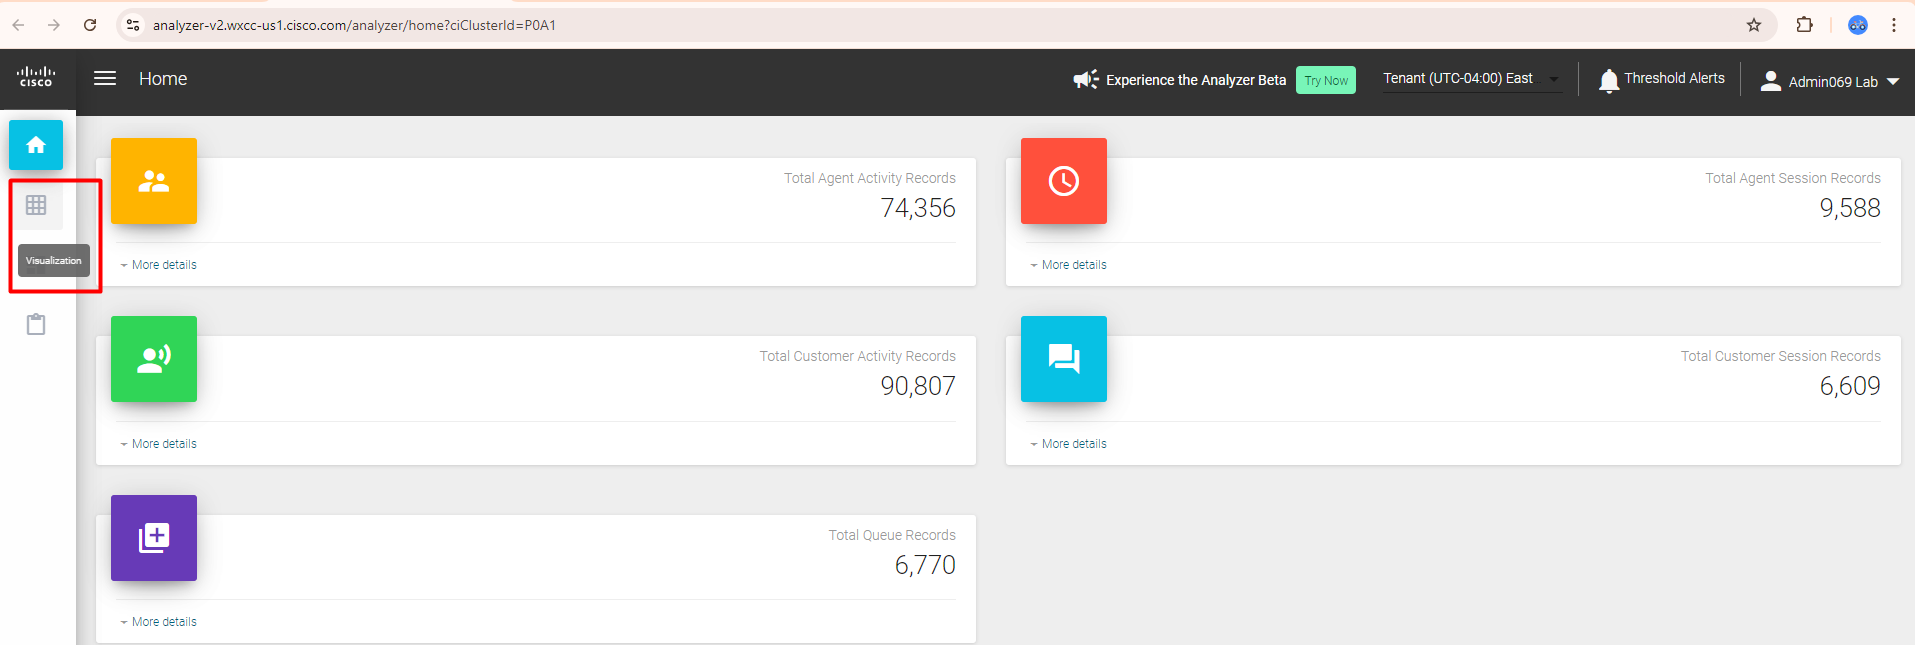 analyzer-v2.wxcc-us1.cisco.com/analyzer/home?ciClusterId=P0A1
CISCO
Home
Experience the Analyzer Beta
Try Now
Tenant (UTC-04:00) East
Threshold Alerts
Admin069 Lab
Visualization
Total Agent Activity Records
74,356
More details
Total Agent Session Records
9,588
More details
Total Customer Activity Records
90,807
More details
Total Customer Session Records
6,609
More details
Total Queue Records
6,770
More details